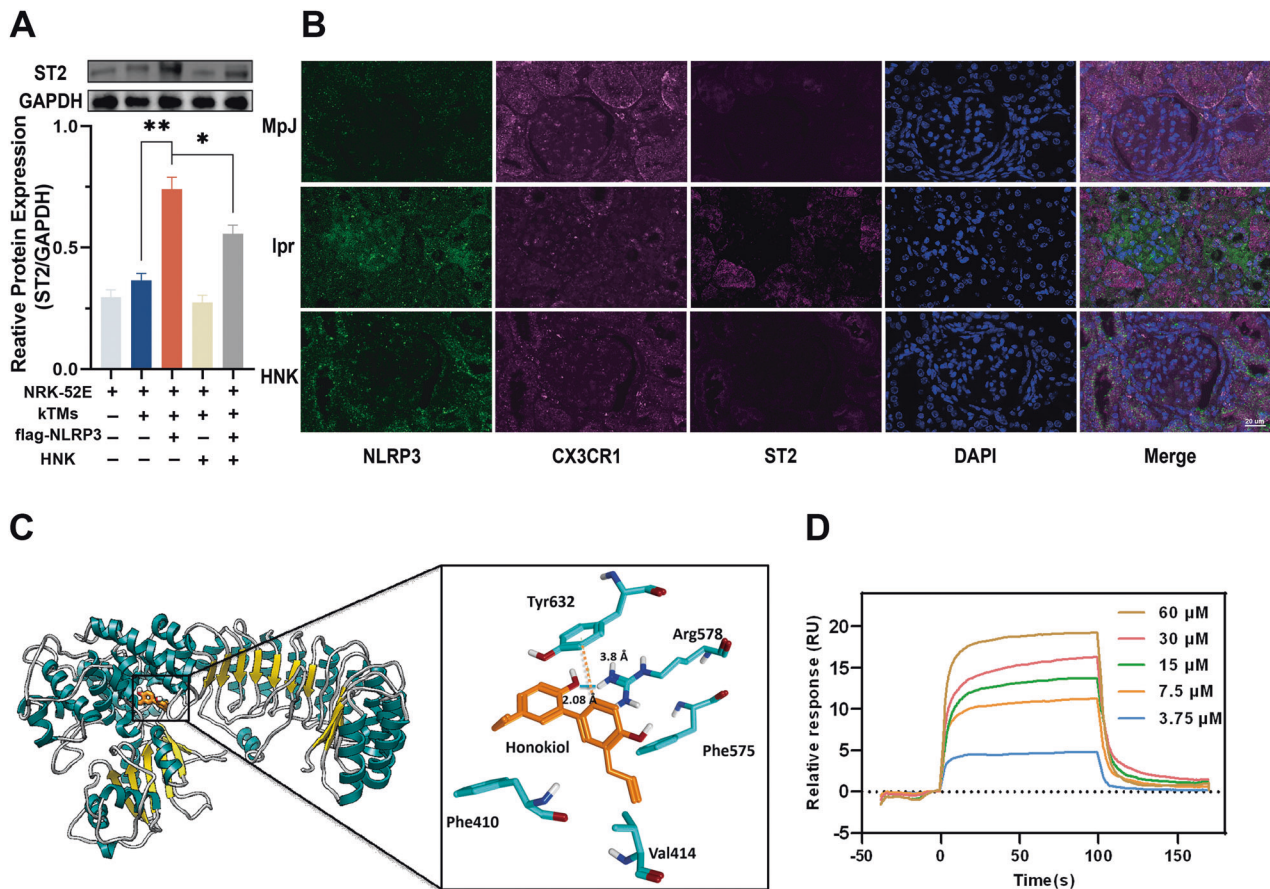 A
B
ST2
GAPDH
Reative Protein Expression
(ST2/GAPDH)
1.0
0.5
0.0
**
*
NRK-52E + + + + +
kTMs – + + + +
flag-NLRP3 – – + – +
HNK – – – + +
MpJ
lpr
HNK
20 um
NLRP3 CX3CR1 ST2 DAPI Merge
C
D
Tyr632
Arg578
3.8 Å
2.08 Å
Honokiol
Phe575
Phe410
Val414
Relative response (RU)
20
15
10
5
0
-5
60 μM
30 μM
15 μM
7.5 μM
3.75 μM
-50 0 50 100 150
Time(s)